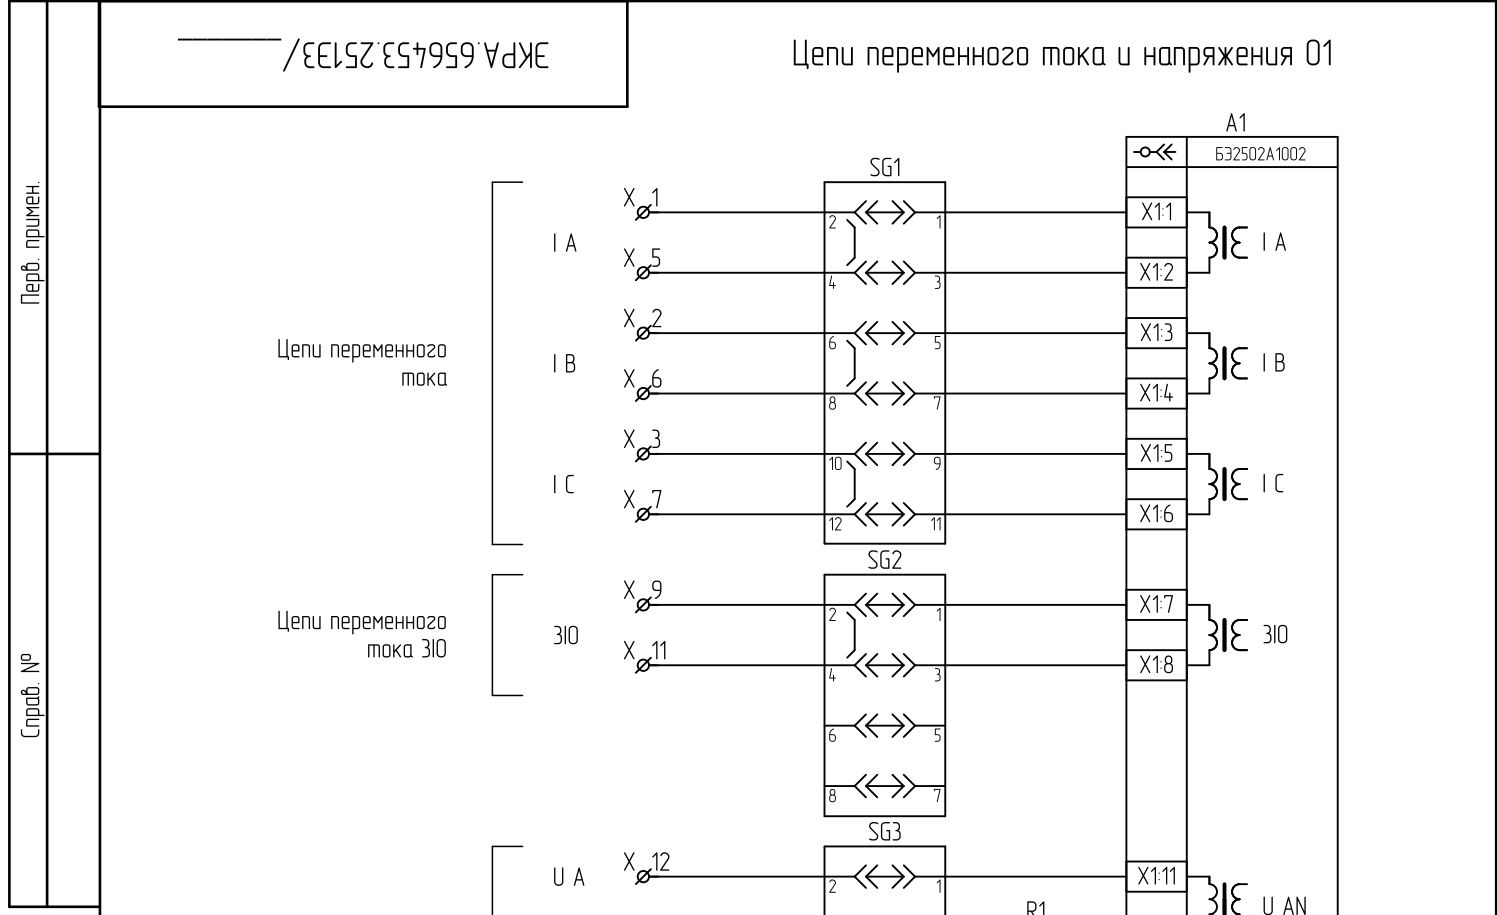 ЭКРА.656453.25133/
Цепи переменного тока и напряжения 01
A1
БЭ2502А1002
Перв. примен.
SG1
X 1
2
1
X1:1
I A
I A
X 5
4
3
X1:2
X 2
6
5
X1:3
Цепи переменного
тока
I B
I B
X 6
8
7
X1:4
X 3
10
9
X1:5
I C
I C
X 7
12
11
X1:6
SG2
X 9
2
1
X1:7
Цепи переменного
тока 3I0
3I0
3I0
X 11
4
3
X1:8
Справ. №
6
5
8
7
SG3
X 12
2
1
X1:11
U A
U AN
R1